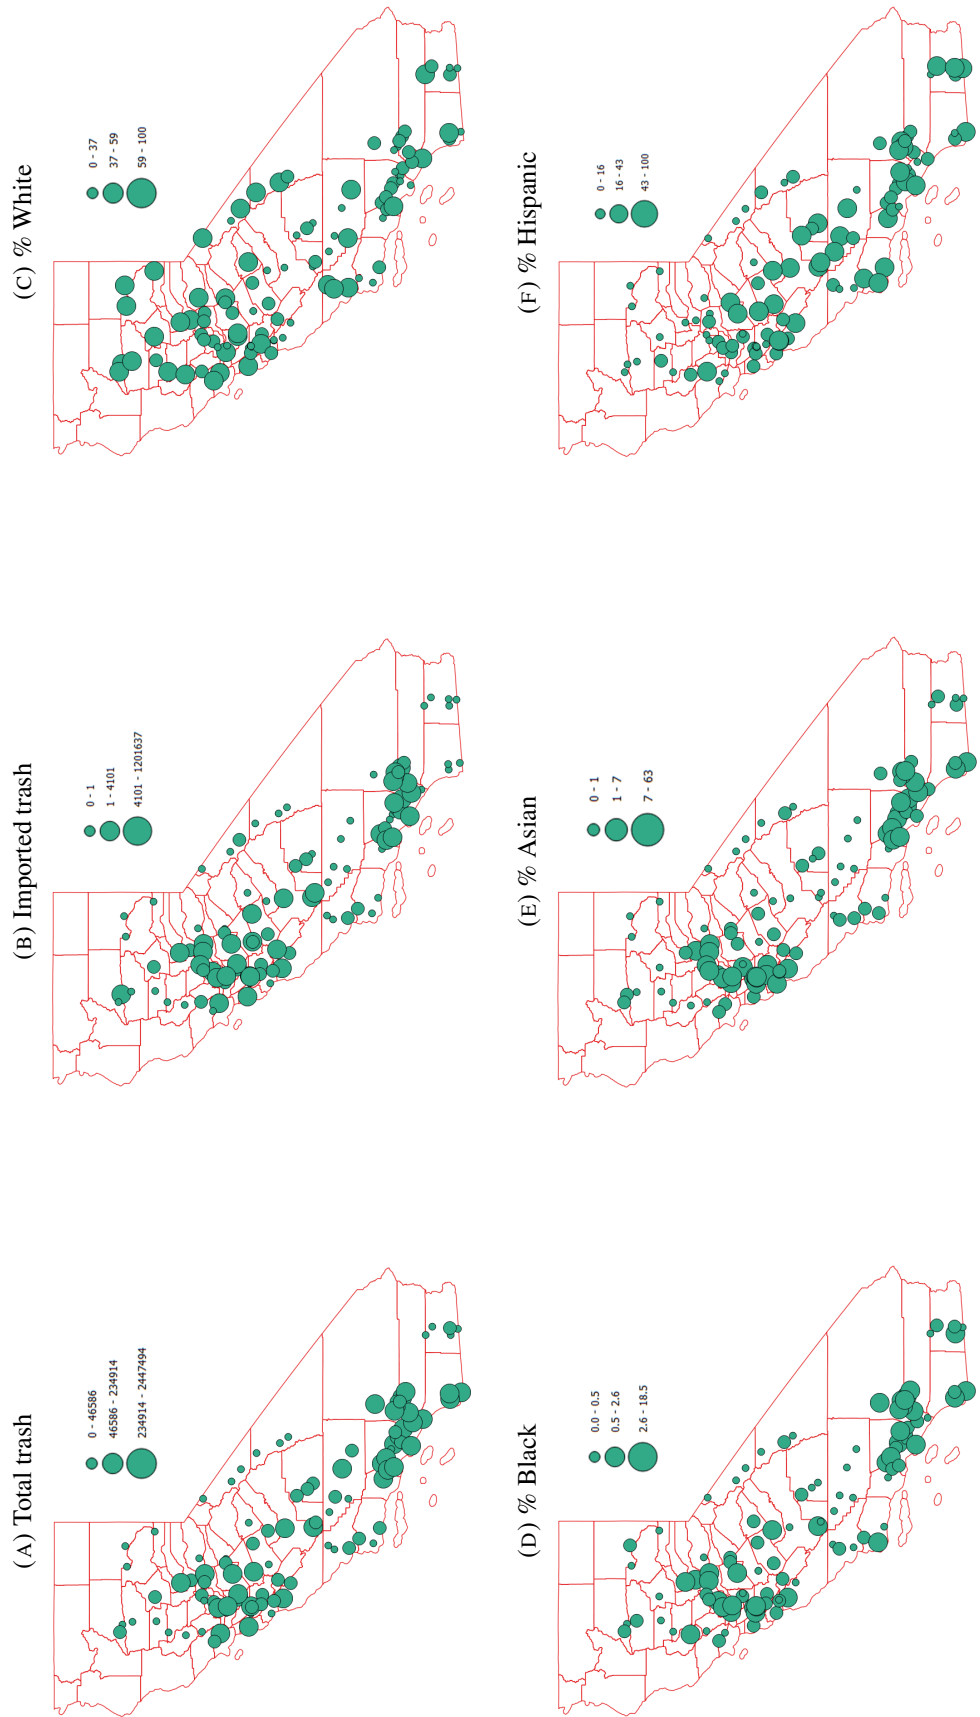 (A) Total trash
0 - 46586
46586 - 234914
234914 - 2447494
(B) Imported trash
0 - 1
1 - 4101
4101 - 1201637
(C) % White
0 - 37
37 - 59
59 - 100
(D) % Black
0.0 - 0.5
0.5 - 2.6
2.6 - 18.5
(E) % Asian
0 - 1
1 - 7
7 - 63
(F) % Hispanic
0 - 16
16 - 43
43 - 100